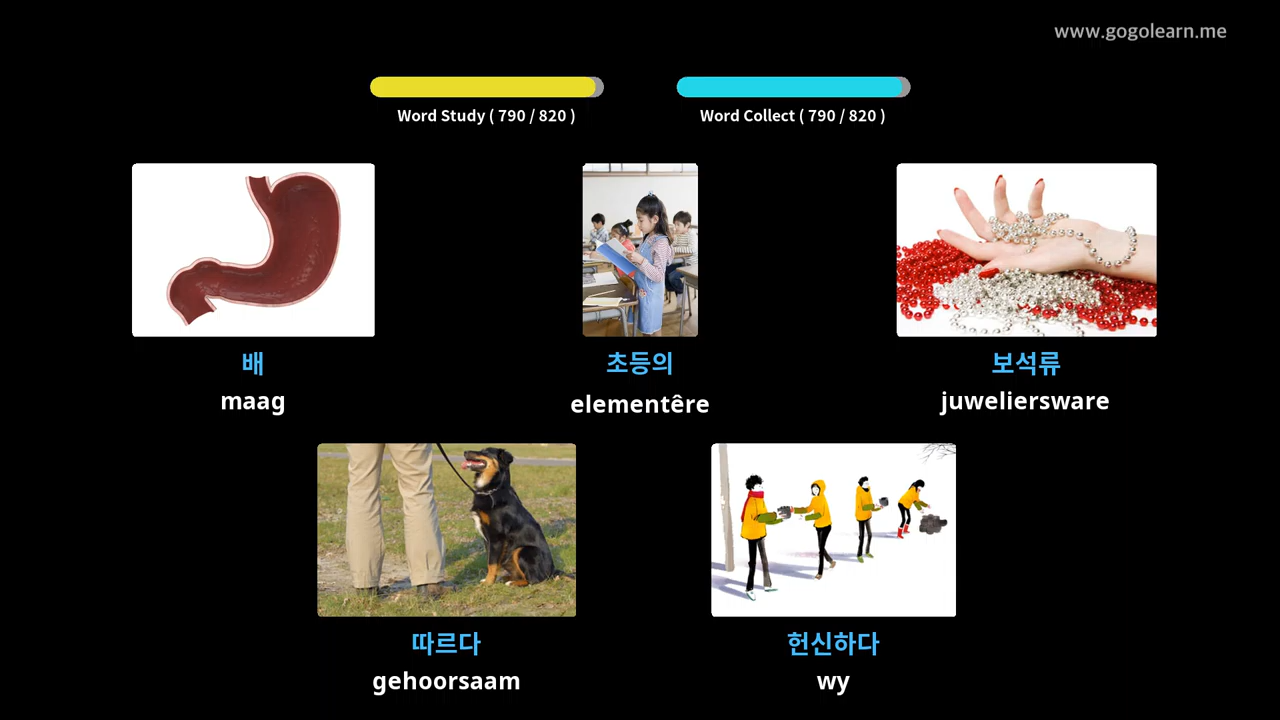 www.gogolearn.me
Word Study ( 790 / 820 )
Word Collect ( 790 / 820 )
배
maag
초등의
elementêre
보석류
juweliersware
따르다
gehoorsaam
헌신하다
wy